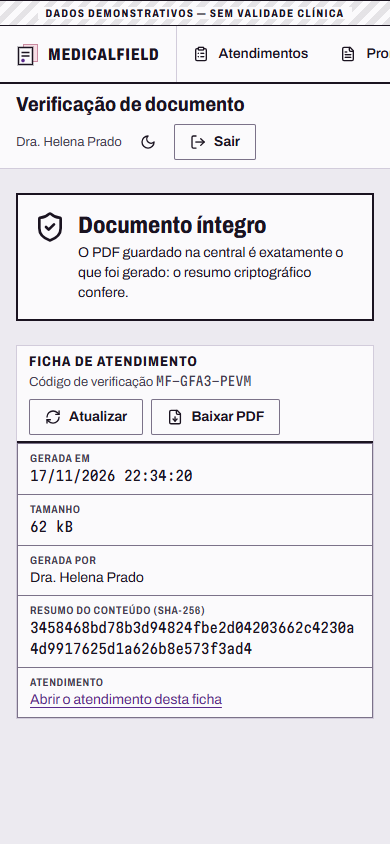 DADOS DEMONSTRATIVOS — SEM VALIDADE CLÍNICA
MEDICALFIELD
Atendimentos
Pro
Verificação de documento
Dra. Helena Prado
Sair
Documento íntegro
O PDF guardado na central é exatamente o
que foi gerado: o resumo criptográfico
confere.
FICHA DE ATENDIMENTO
Código de verificação MF-GFA3-PEVM
Atualizar
Baixar PDF
GERADA EM
17/11/2026 22:34:20
TAMANHO
62 kB
GERADA POR
Dra. Helena Prado
RESUMO DO CONTEÚDO (SHA-256)
3458468bd78b3d94824fbe2d04203662c4230a
4d9917625d1a626b8e573f3ad4
ATENDIMENTO
Abrir o atendimento desta ficha